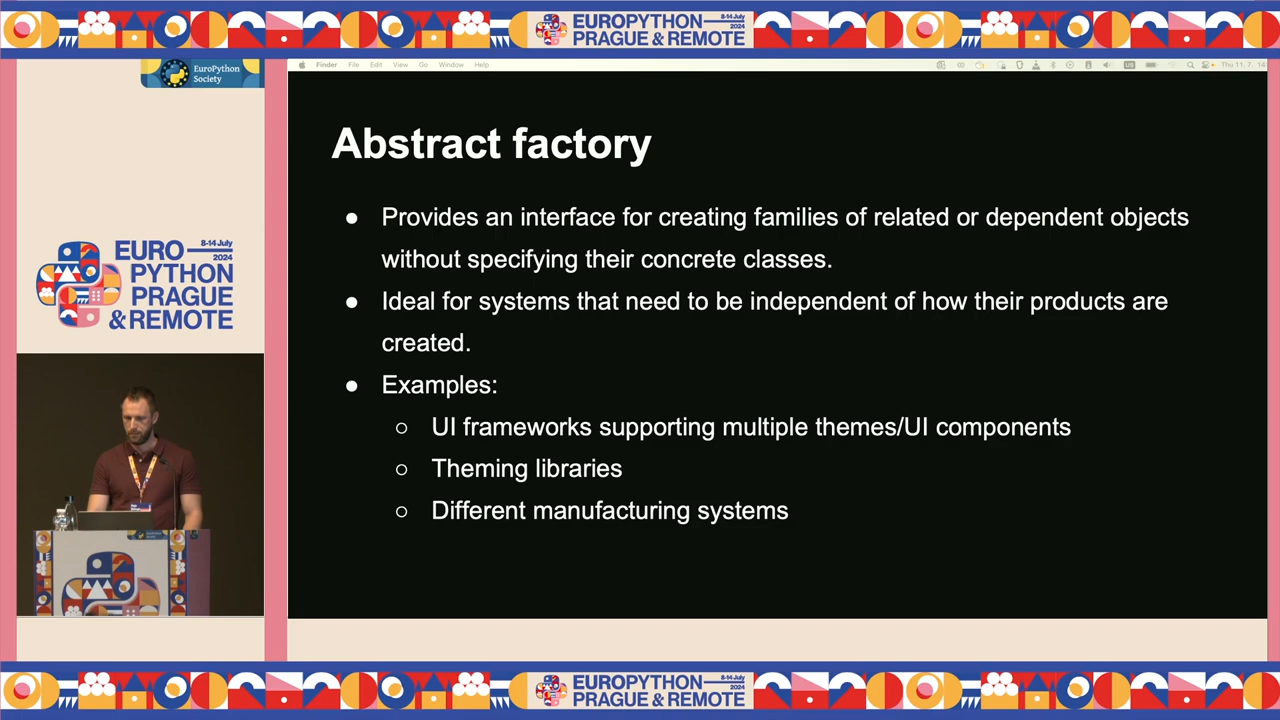 8-14 July
2024
EUROPYTHON
PRAGUE & REMOTE
EuroPython
Society
Finder File Edit View Go Window Help
US
Thu 11. 7.
Abstract factory
● Provides an interface for creating families of related or dependent objects
without specifying their concrete classes.
● Ideal for systems that need to be independent of how their products are
created.
● Examples:
○ UI frameworks supporting multiple themes/UI components
○ Theming libraries
○ Different manufacturing systems
8-14 July
2024
EURO
PYTHON
PRAGUE
& REMOTE
EUROPYTHON
PRAGUE & REMOTE
8-14 July
2024